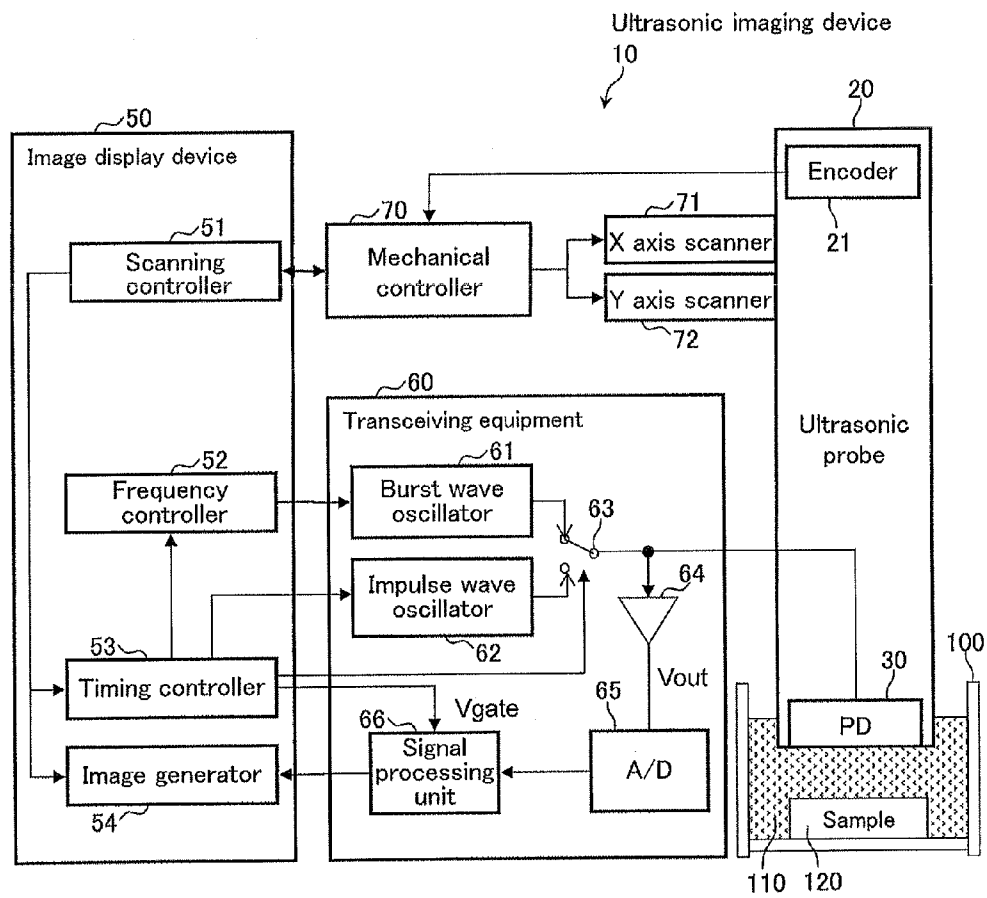 Ultrasonic imaging device
10
20
50
Image display device
Encoder
21
70
71
51
Mechanical
controller
X axis scanner
Scanning
controller
Y axis scanner
72
60
Transceiving equipment
Ultrasonic
probe
52
61
Frequency
controller
Burst wave
oscillator
63
64
Impulse wave
oscillator
62
53
Timing controller
Vgate
Vout
65
30
100
66
PD
Signal
processing
unit
A/D
Image generator
54
Sample
110
120